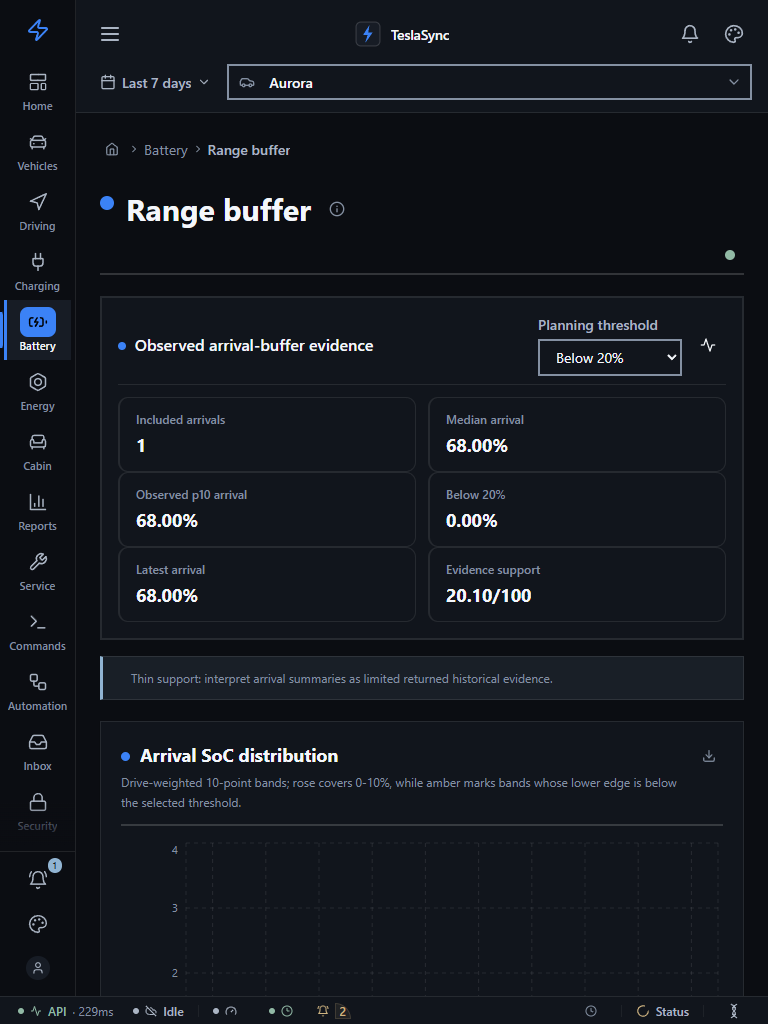 TeslaSync
Last 7 days
Aurora
Home
Vehicles
Driving
Charging
Battery
Energy
Cabin
Reports
Service
Commands
Automation
Inbox
Security
1
Battery
Range buffer
Range buffer
Observed arrival-buffer evidence
Planning threshold
Below 20%
Included arrivals
1
Median arrival
68.00%
Observed p10 arrival
68.00%
Below 20%
0.00%
Latest arrival
68.00%
Evidence support
20.10/100
Thin support: interpret arrival summaries as limited returned historical evidence.
Arrival SoC distribution
Drive-weighted 10-point bands; rose covers 0-10%, while amber marks bands whose lower edge is below
the selected threshold.
4
3
2
API · 229ms
Idle
2
Status